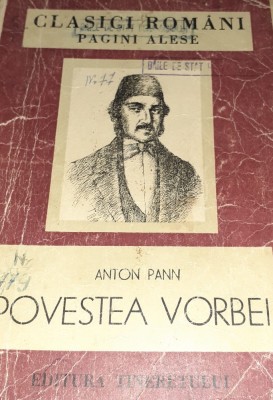 CLASICI ROMÂNI
PAGINI ALESE
ANTON PANN
POVESTEA VORBEI
EDITURA TINERETULUI